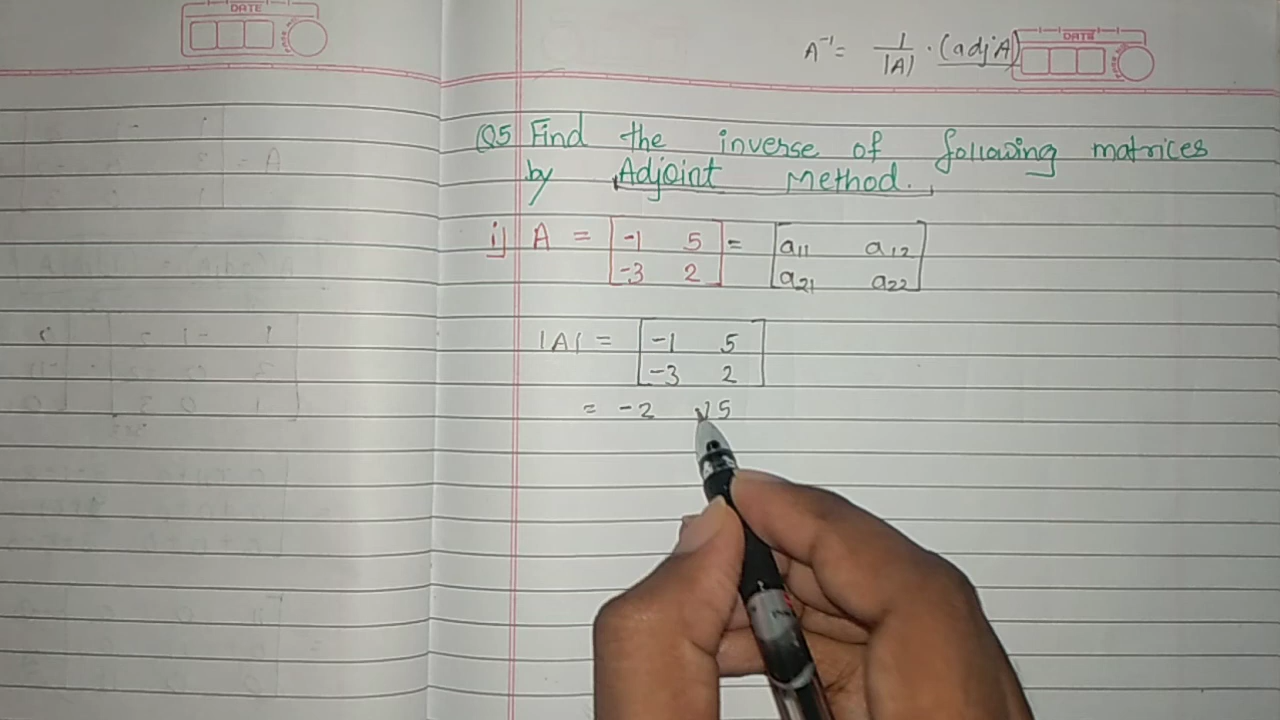 DATE
DATE
A⁻¹ = 1/|A| · (adj A)
Q5 Find the inverse of following matrices
by Adjoint Method.
i) A = [-1 5 = [a11 a12
-3 2] a21 a22]
|A| = [-1 5
-3 2]
= -2 15